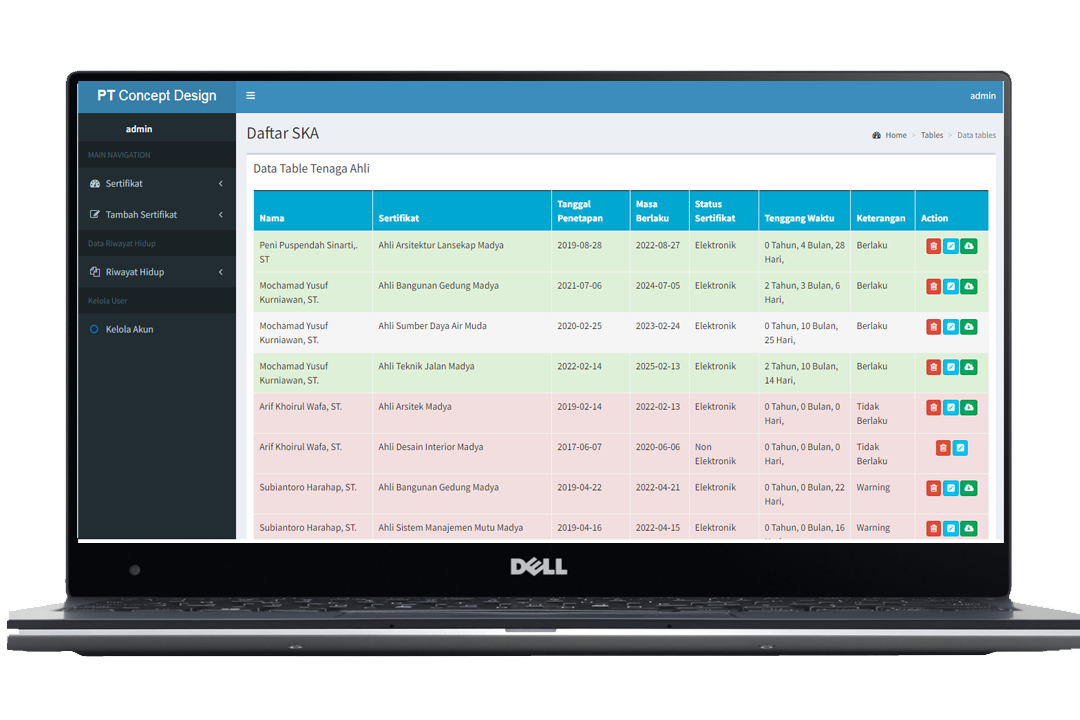 PT Concept Design
admin
admin
Daftar SKA
Home > Tables > Data tables
MAIN NAVIGATION
Sertifikat
Tambah Sertifikat
Data Riwayat Hidup
Riwayat Hidup
Kelola User
Kelola Akun
Data Table Tenaga Ahli
Nama Sertifikat Tanggal Penetapan Masa Berlaku Status Sertifikat Tenggang Waktu Keterangan Action
Peni Puspendah Sinarti,. ST Ahli Arsitektur Lansekap Madya 2019-08-28 2022-08-27 Elektronik 0 Tahun, 4 Bulan, 28 Hari, Berlaku
Mochamad Yusuf Kurniawan, ST. Ahli Bangunan Gedung Madya 2021-07-06 2024-07-05 Elektronik 2 Tahun, 3 Bulan, 6 Hari, Berlaku
Mochamad Yusuf Kurniawan, ST. Ahli Sumber Daya Air Muda 2020-02-25 2023-02-24 Elektronik 0 Tahun, 10 Bulan, 25 Hari, Berlaku
Mochamad Yusuf Kurniawan, ST. Ahli Teknik Jalan Madya 2022-02-14 2025-02-13 Elektronik 2 Tahun, 10 Bulan, 14 Hari, Berlaku
Arif Khoirul Wafa, ST. Ahli Arsitek Madya 2019-02-14 2022-02-13 Elektronik 0 Tahun, 0 Bulan, 0 Hari, Tidak Berlaku
Arif Khoirul Wafa, ST. Ahli Desain Interior Madya 2017-06-07 2020-06-06 Non Elektronik 0 Tahun, 0 Bulan, 0 Hari, Tidak Berlaku
Subiantoro Harahap, ST. Ahli Bangunan Gedung Madya 2019-04-22 2022-04-21 Elektronik 0 Tahun, 0 Bulan, 22 Hari, Warning
Subiantoro Harahap, ST. Ahli Sistem Manajemen Mutu Madya 2019-04-16 2022-04-15 Elektronik 0 Tahun, 0 Bulan, 16 Warning
DELL